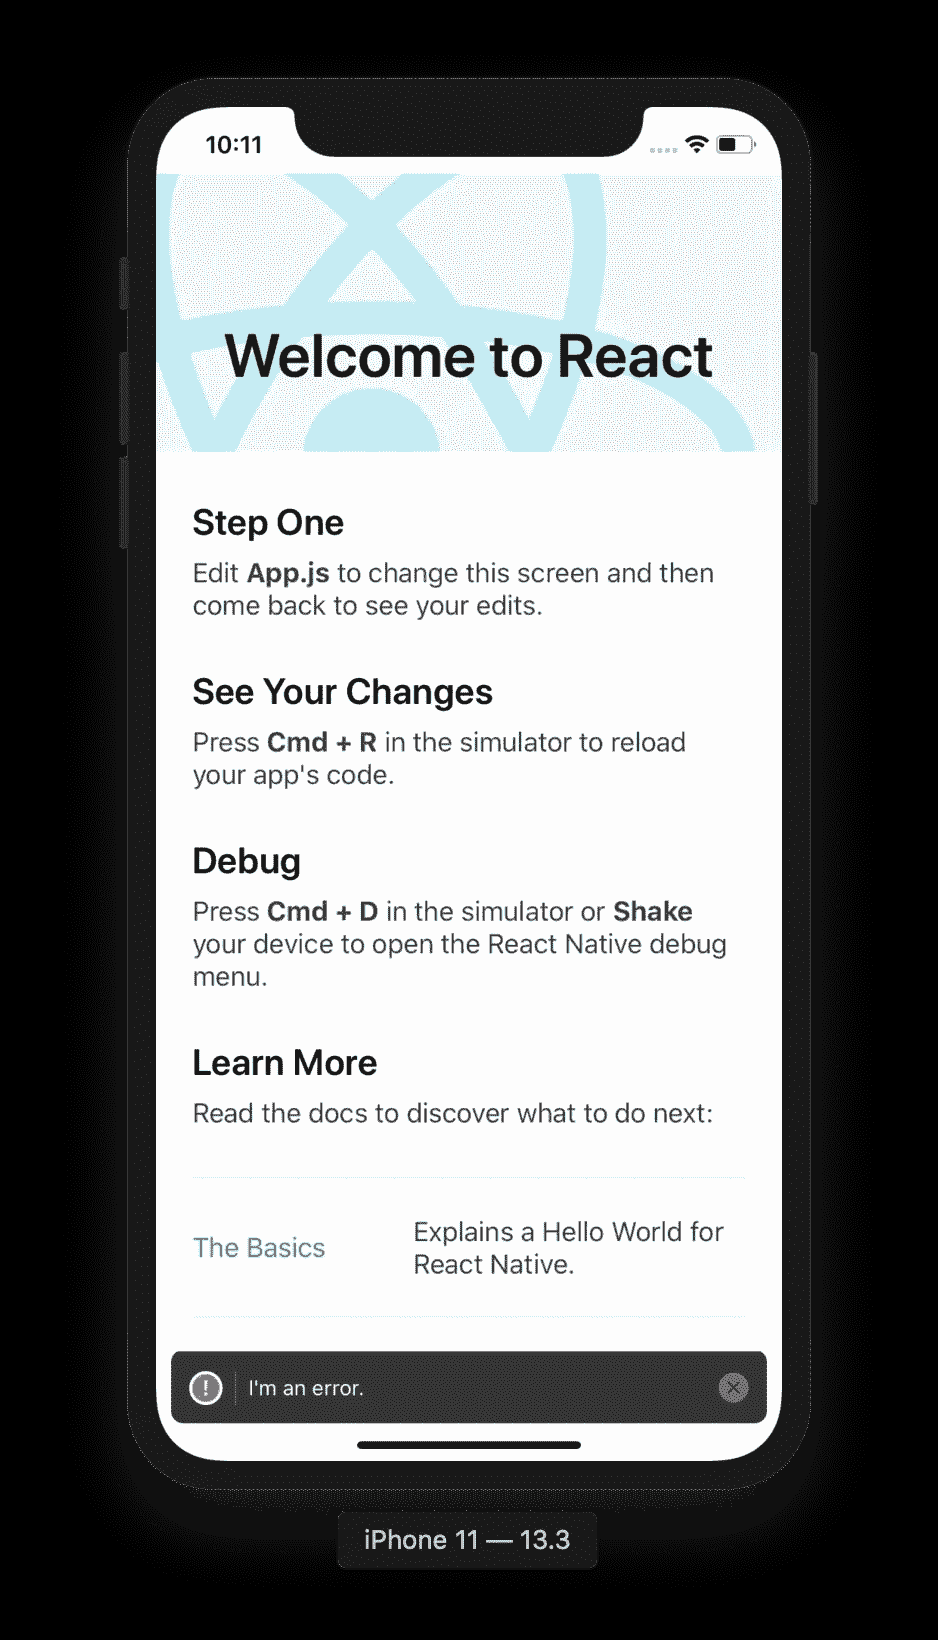 10:11
Welcome to React
Step One
Edit App.js to change this screen and then
come back to see your edits.
See Your Changes
Press Cmd + R in the simulator to reload
your app's code.
Debug
Press Cmd + D in the simulator or Shake
your device to open the React Native debug
menu.
Learn More
Read the docs to discover what to do next:
The Basics
Explains a Hello World for
React Native.
! I'm an error.
iPhone 11 — 13.3